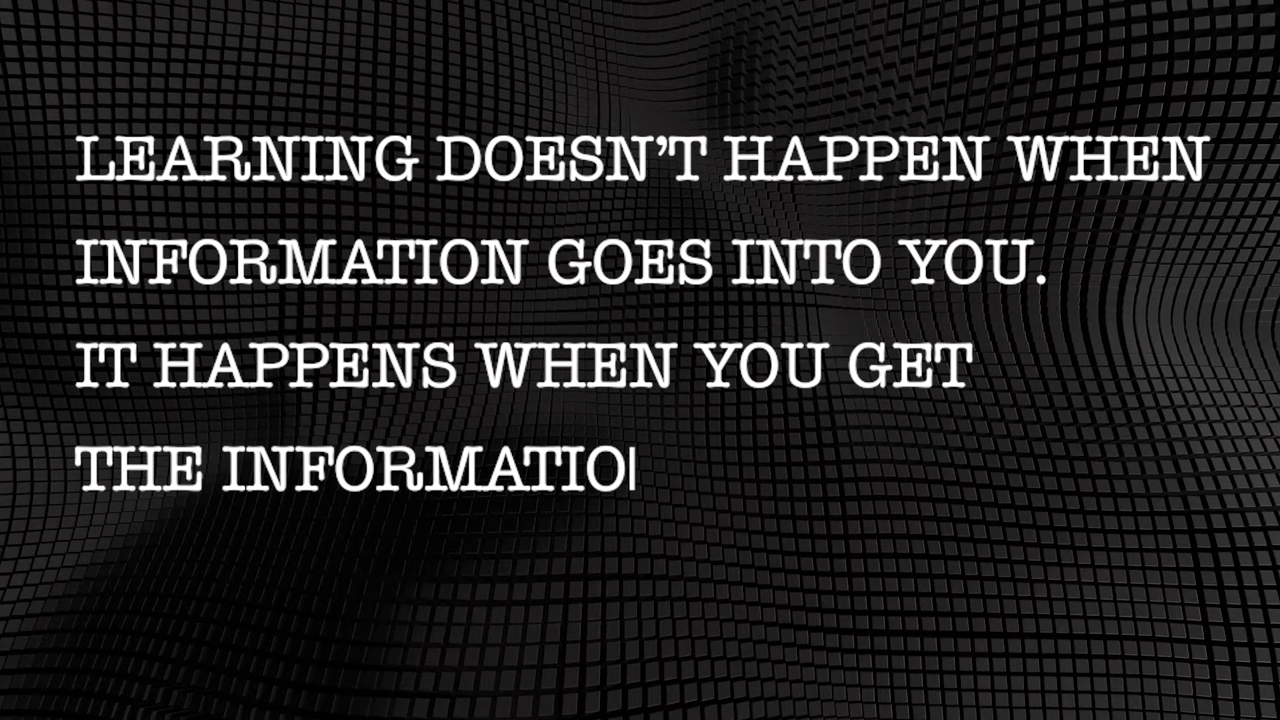 LEARNING DOESN’T HAPPEN WHEN
INFORMATION GOES INTO YOU.
IT HAPPENS WHEN YOU GET
THE INFORMATIO